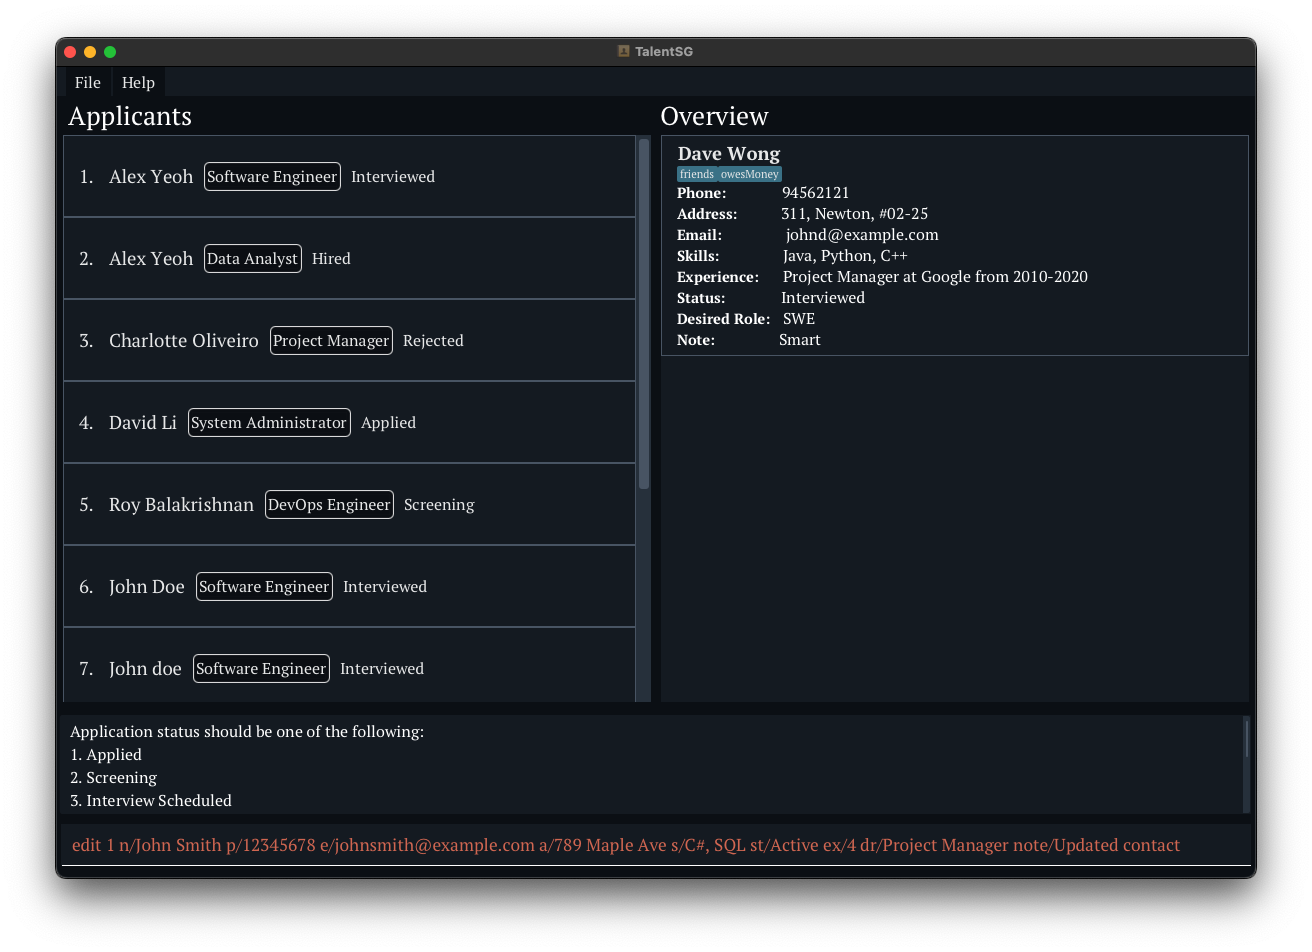 TalentSG
File Help
Applicants
1. Alex Yeoh Software Engineer Interviewed
2. Alex Yeoh Data Analyst Hired
3. Charlotte Oliveiro Project Manager Rejected
4. David Li System Administrator Applied
5. Roy Balakrishnan DevOps Engineer Screening
6. John Doe Software Engineer Interviewed
7. John doe Software Engineer Interviewed
Overview
Dave Wong
friends owesMoney
Phone: 94562121
Address: 311, Newton, #02-25
Email: johnd@example.com
Skills: Java, Python, C++
Experience: Project Manager at Google from 2010-2020
Status: Interviewed
Desired Role: SWE
Note: Smart
Application status should be one of the following:
1. Applied
2. Screening
3. Interview Scheduled
edit 1 n/John Smith p/12345678 e/johnsmith@example.com a/789 Maple Ave s/C#, SQL st/Active ex/4 dr/Project Manager note/Updated contact